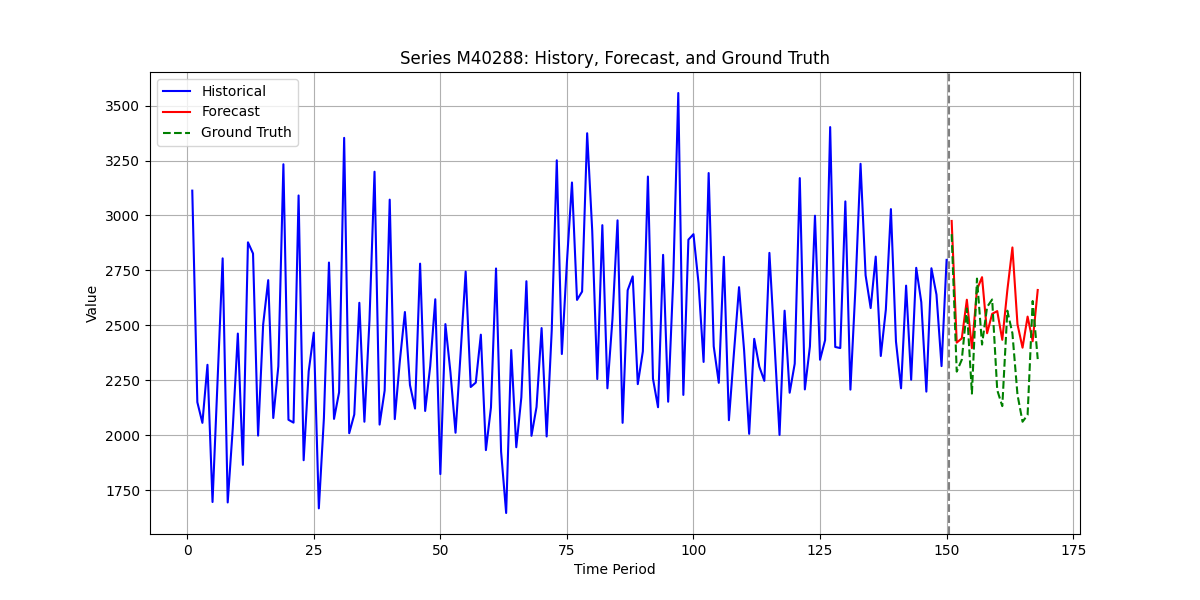 Series M40288: History, Forecast, and Ground Truth
Historical
Forecast
Ground Truth
Value
3500
3250
3000
2750
2500
2250
2000
1750
0 25 50 75 100 125 150 175
Time Period